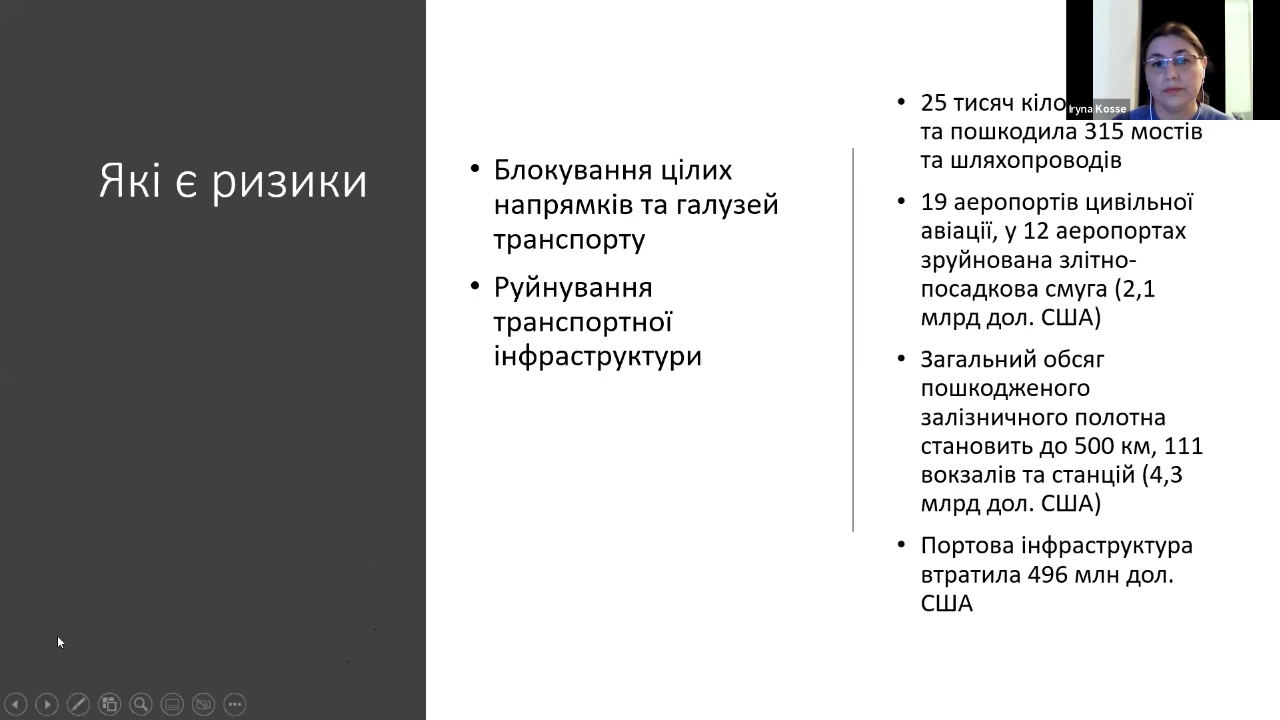 Які є ризики
• Блокування цілих
напрямків та галузей
транспорту
• Руйнування
транспортної
інфраструктури
• 25 тисяч
та пошкодила 315 мостів
та шляхопроводів
• 19 аеропортів цивільної
авіації, у 12 аеропортах
зруйнована злітно-
посадкова смуга (2,1
млрд дол. США)
• Загальний обсяг
пошкодженого
залізничного полотна
становить до 500 км, 111
вокзалів та станцій (4,3
млрд дол. США)
• Портова інфраструктура
втратила 496 млн дол.
США
Iryna Kosse